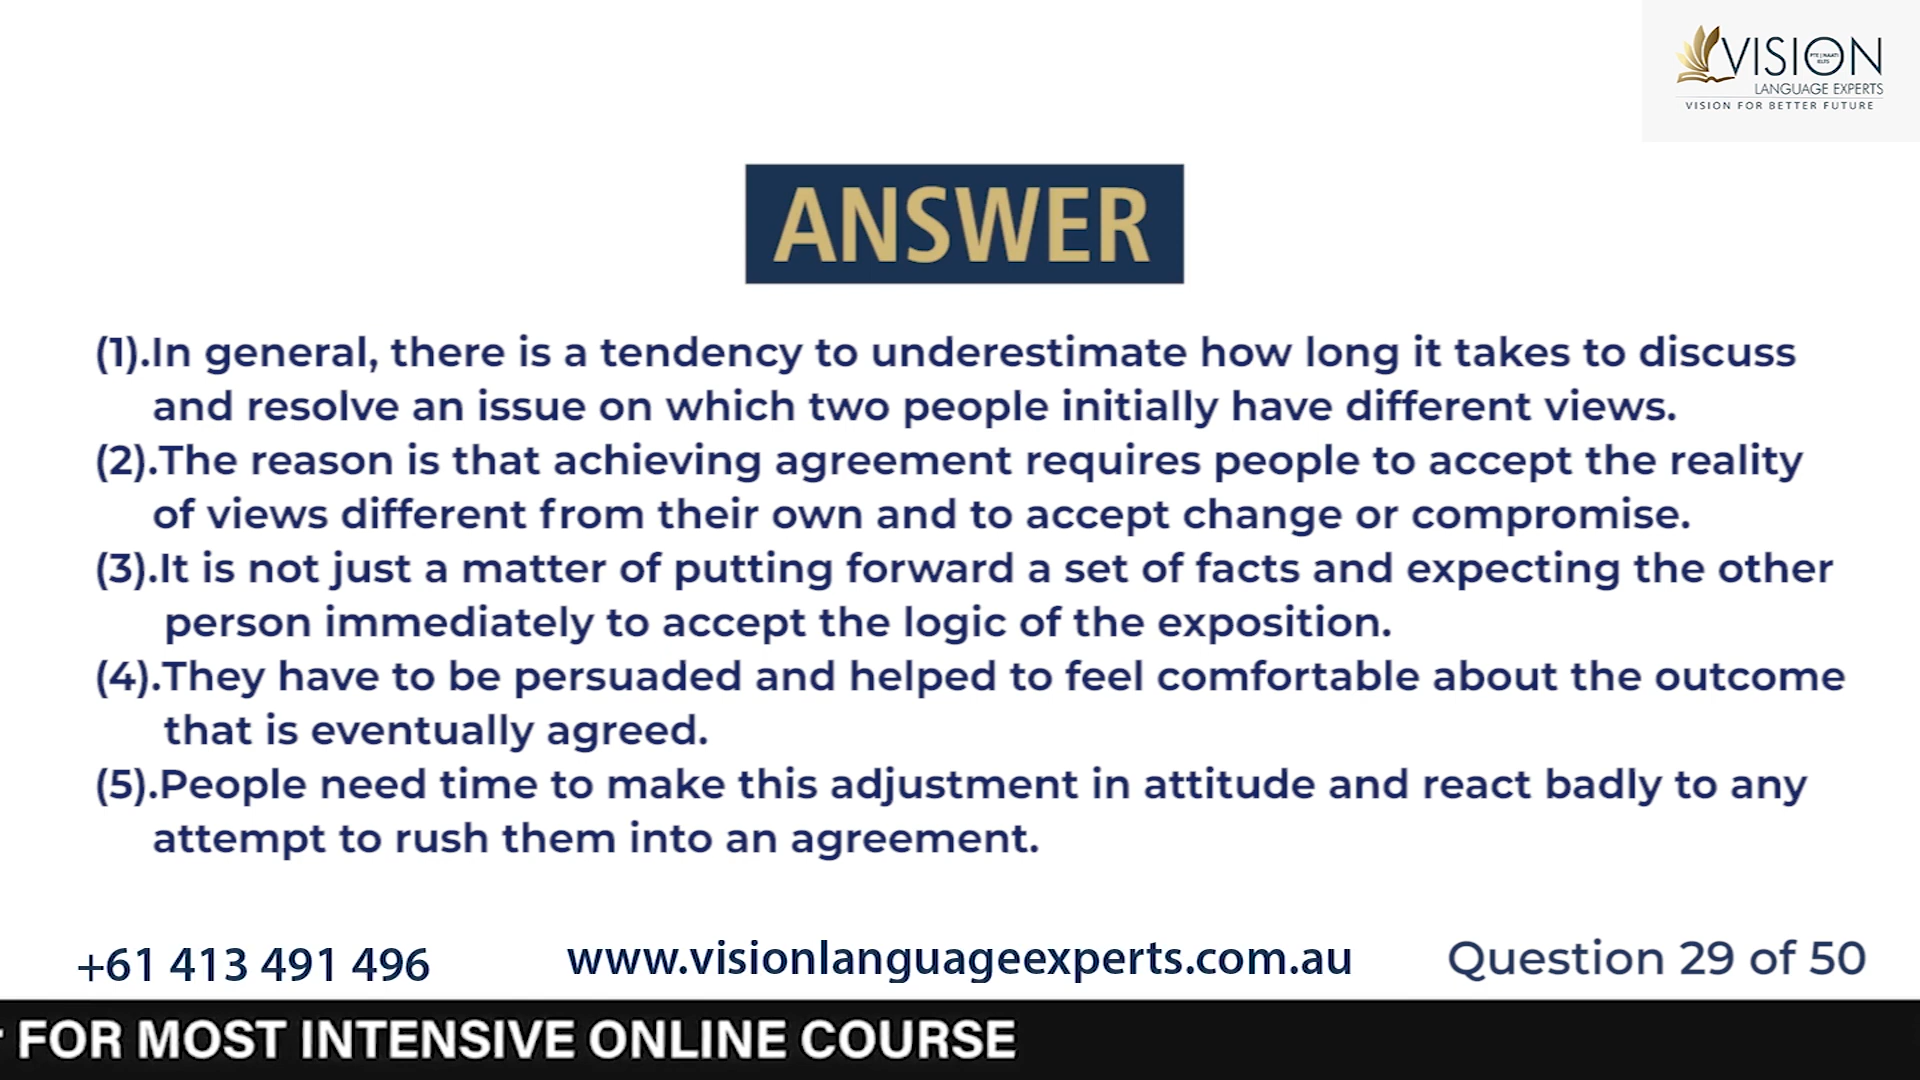 VISION
LANGUAGE EXPERTS
VISION FOR BETTER FUTURE
ANSWER
(1).In general, there is a tendency to underestimate how long it takes to discuss
and resolve an issue on which two people initially have different views.
(2).The reason is that achieving agreement requires people to accept the reality
of views different from their own and to accept change or compromise.
(3).It is not just a matter of putting forward a set of facts and expecting the other
person immediately to accept the logic of the exposition.
(4).They have to be persuaded and helped to feel comfortable about the outcome
that is eventually agreed.
(5).People need time to make this adjustment in attitude and react badly to any
attempt to rush them into an agreement.
+61 413 491 496
www.visionlanguageexperts.com.au
Question 29 of 50
FOR MOST INTENSIVE ONLINE COURSE